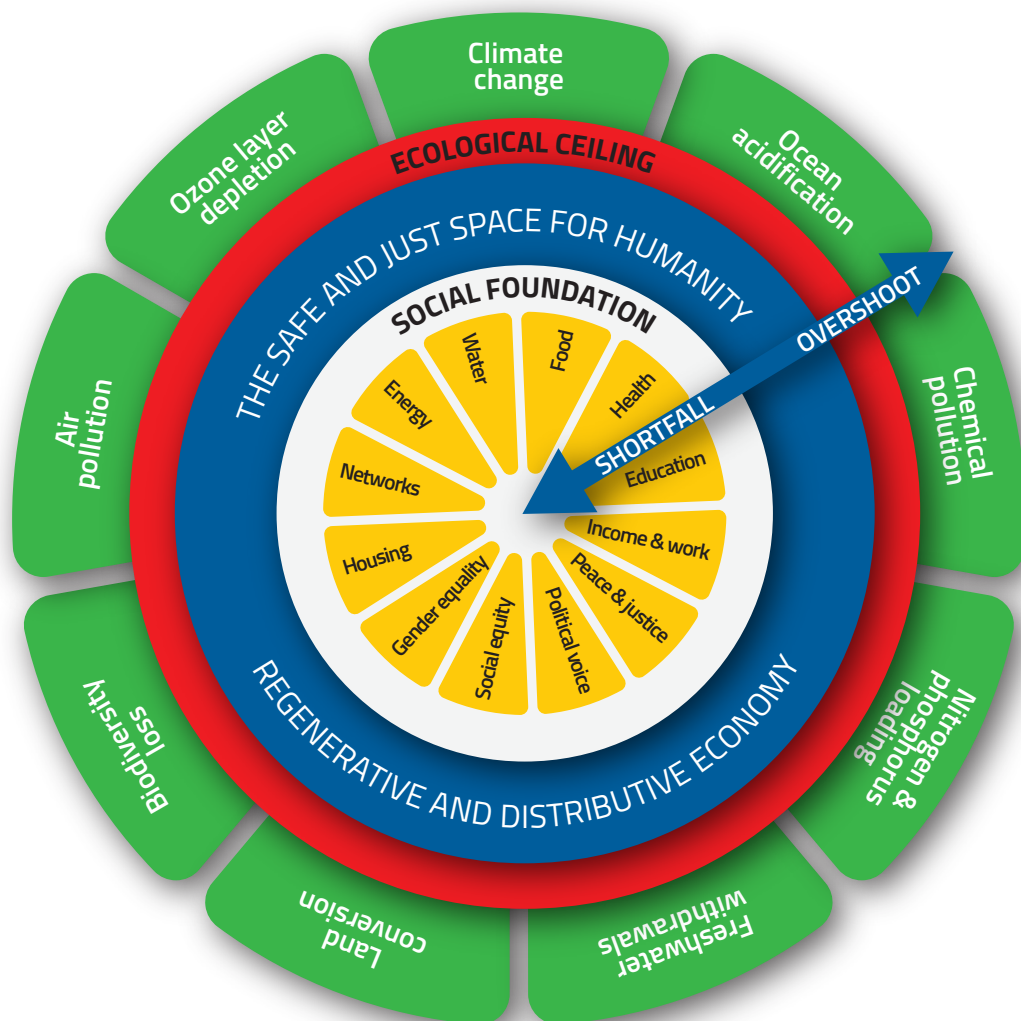 Climate
change
Ocean
acidification
Chemical
pollution
Nitrogen &
phosphorus
loading
Freshwater
withdrawals
Land
conversion
Biodiversity
loss
Air
pollution
Ozone layer
depletion
ECOLOGICAL CEILING
THE SAFE AND JUST SPACE FOR HUMANITY
OVERSHOOT
SHORTFALL
SOCIAL FOUNDATION
Food
Health
Education
Income & work
Peace & justice
Political voice
Social equity
Gender equality
Housing
Networks
Energy
Water
REGENERATIVE AND DISTRIBUTIVE ECONOMY